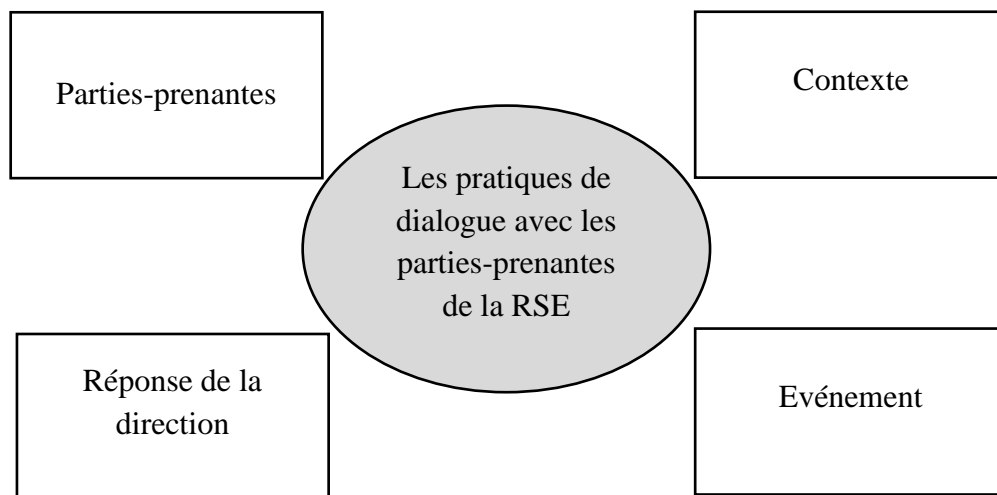 Parties-prenantes
Contexte
Les pratiques de
dialogue avec les
parties-prenantes
de la RSE
Réponse de la
direction
Evénement